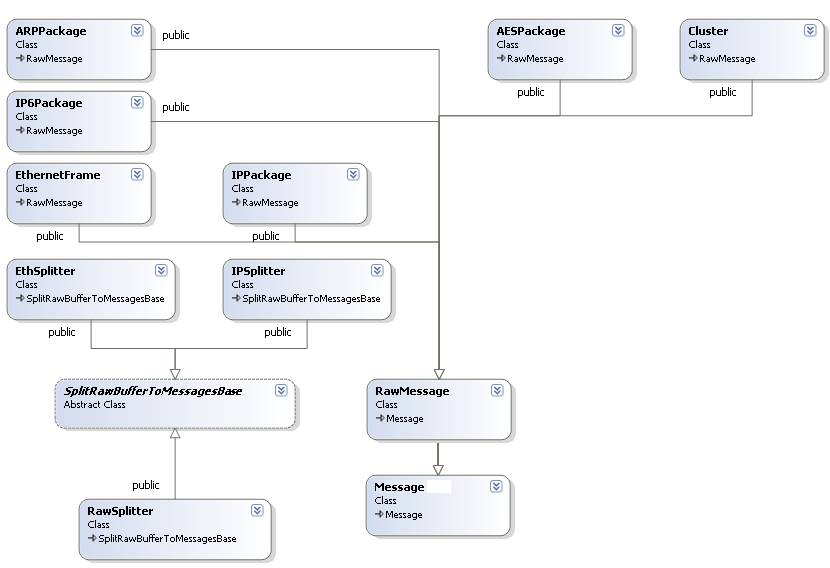 ARPPackage
Class
RawMessage
public
AESPackage
Class
RawMessage
public
Cluster
Class
RawMessage
public
IP6Package
Class
RawMessage
public
EthernetFrame
Class
RawMessage
public
IPPackage
Class
RawMessage
public
EthSplitter
Class
SplitRawBufferToMessagesBase
public
IPSplitter
Class
SplitRawBufferToMessagesBase
public
SplitRawBufferToMessagesBase
Abstract Class
RawMessage
Class
Message
Message
Class
Message
public
RawSplitter
Class
SplitRawBufferToMessagesBase